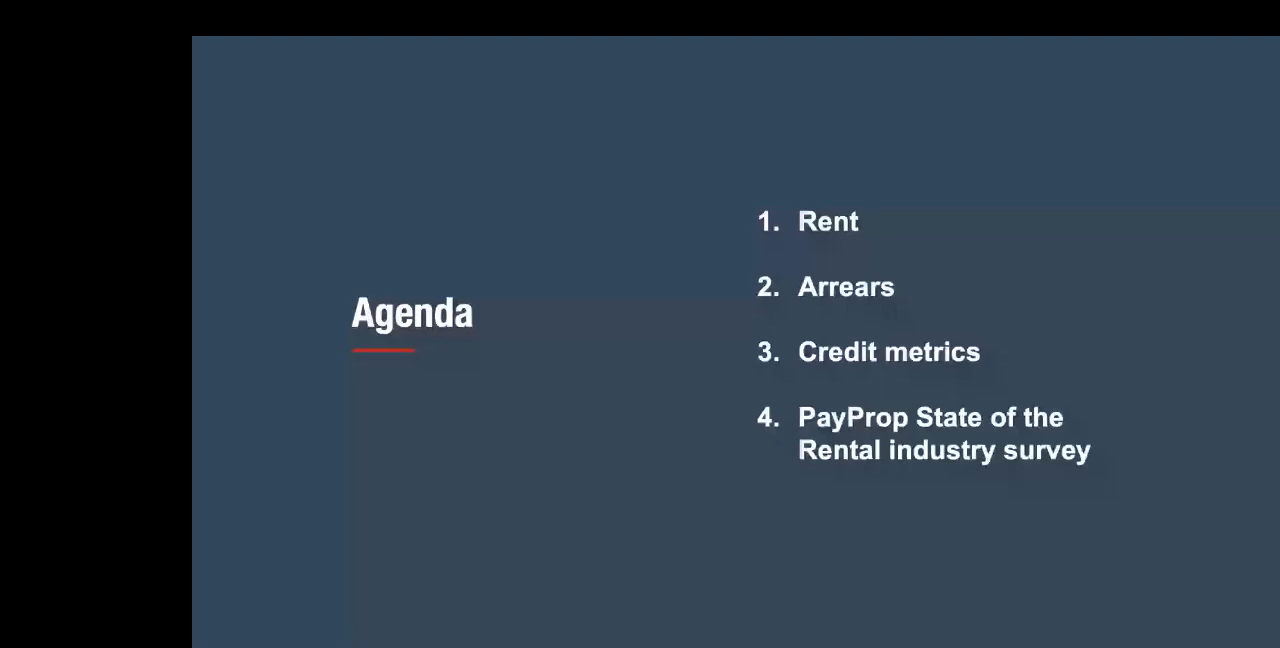 Agenda
1. Rent
2. Arrears
3. Credit metrics
4. PayProp State of the
Rental industry survey